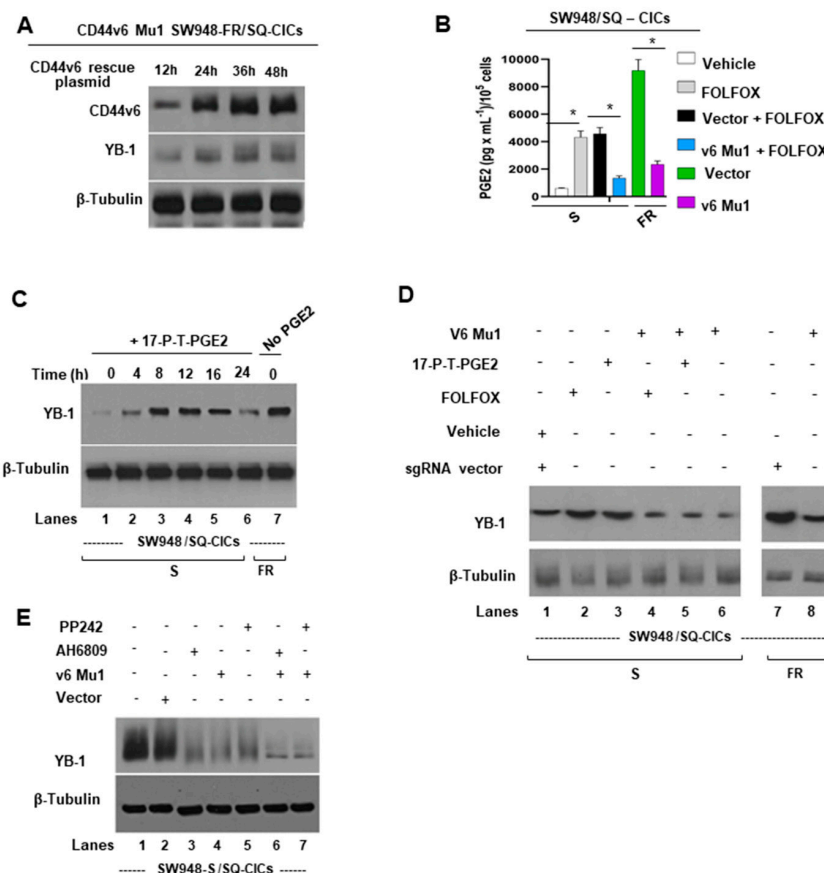 A
CD44v6 Mu1 SW948-FR/SQ-CICs
CD44v6 rescue plasmid 12h 24h 36h 48h
CD44v6
YB-1
β-Tubulin
B
SW948/SQ – CICs
PGE2 (pg x mL⁻¹)/10⁵ cells
10000
8000
6000
4000
2000
0
* * *
S FR
Vehicle
FOLFOX
Vector + FOLFOX
v6 Mu1 + FOLFOX
Vector
v6 Mu1
C
+ 17-P-T-PGE2 No PGE2
Time (h) 0 4 8 12 16 24 0
YB-1
β-Tubulin
Lanes 1 2 3 4 5 6 7
-------- SW948/SQ-CICs --------
S FR
D
V6 Mu1 - - - + + + - +
17-P-T-PGE2 - - + - + - - -
FOLFOX - + - + - - - -
Vehicle + - - - - - - -
sgRNA vector + - - - - - + -
YB-1
β-Tubulin
Lanes 1 2 3 4 5 6 7 8
-------- SW948/SQ-CICs --------
S FR
E
PP242 - - - - + - +
AH6809 - - + - - + -
v6 Mu1 - - - + - + +
Vector - + - - - - -
YB-1
β-Tubulin
Lanes 1 2 3 4 5 6 7
------ SW948-S/SQ-CICs ------